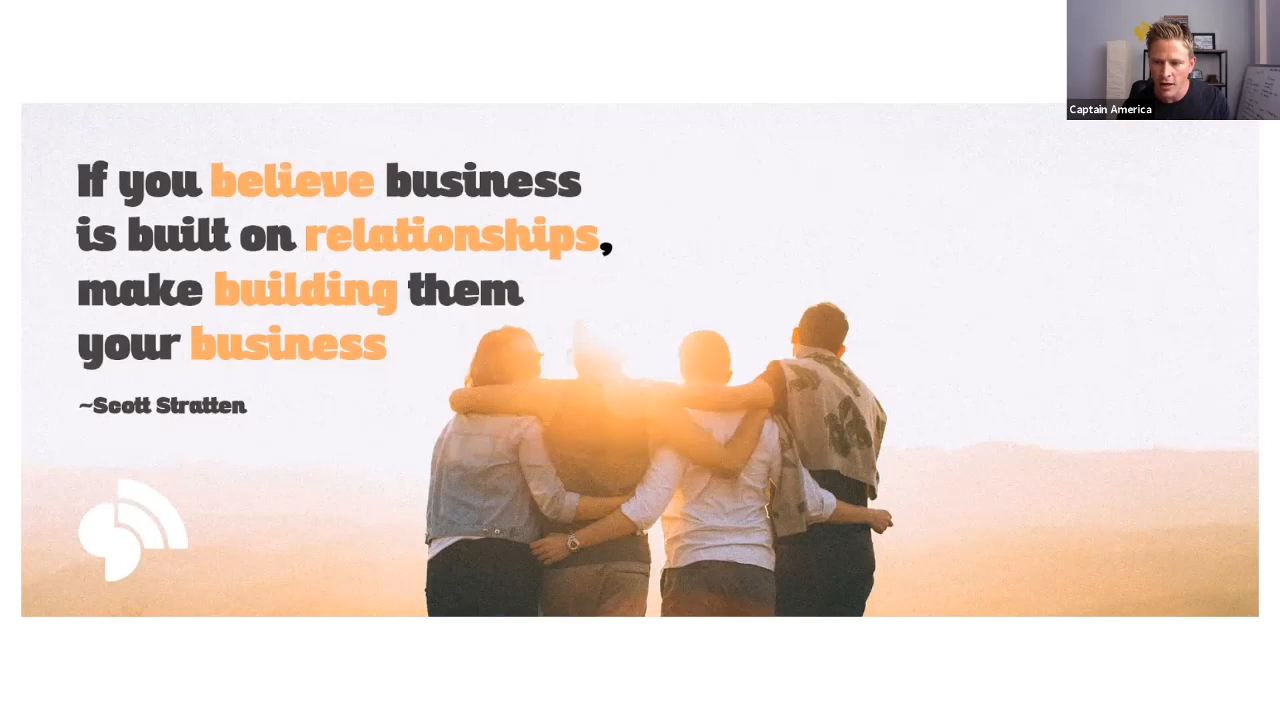 If you believe business
is built on relationships,
make building them
your business
~Scott Stratten
Captain America